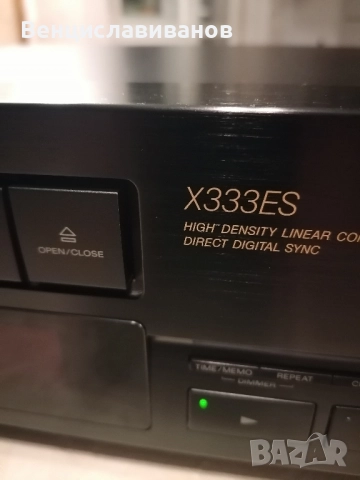 Венциславиванов
X333ES
HIGH DENSITY LINEAR CO
DIRECT DIGITAL SYNC
OPEN/CLOSE
TIME/MEMO REPEAT
DIMMER
BAZAR